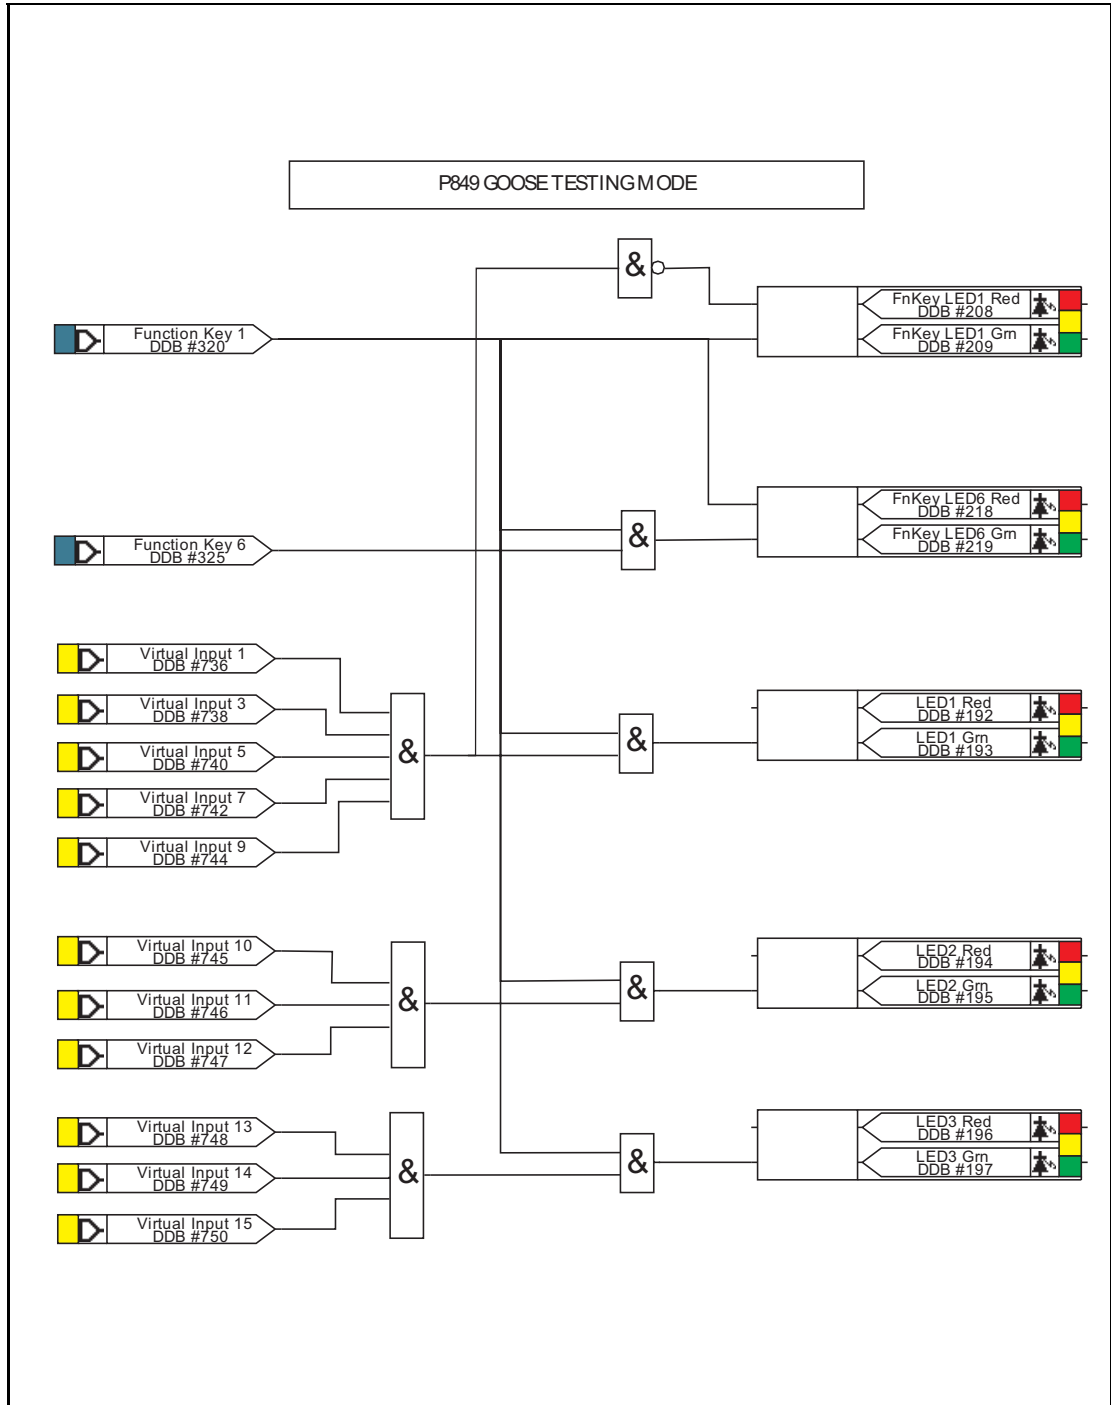 P849 GOOSE TESTING MODE
&
FnKey LED1 Red
DDB #208
Function Key 1
DDB #320
FnKey LED1 Grn
DDB #209
FnKey LED6 Red
DDB #218
Function Key 6
DDB #325
&
FnKey LED6 Grn
DDB #219
Virtual Input 1
DDB #736
Virtual Input 3
DDB #738
Virtual Input 5
DDB #740
Virtual Input 7
DDB #742
Virtual Input 9
DDB #744
&
&
LED1 Red
DDB #192
LED1 Grn
DDB #193
Virtual Input 10
DDB #745
Virtual Input 11
DDB #746
Virtual Input 12
DDB #747
&
&
LED2 Red
DDB #194
LED2 Grn
DDB #195
Virtual Input 13
DDB #748
Virtual Input 14
DDB #749
Virtual Input 15
DDB #750
&
&
LED3 Red
DDB #196
LED3 Grn
DDB #197